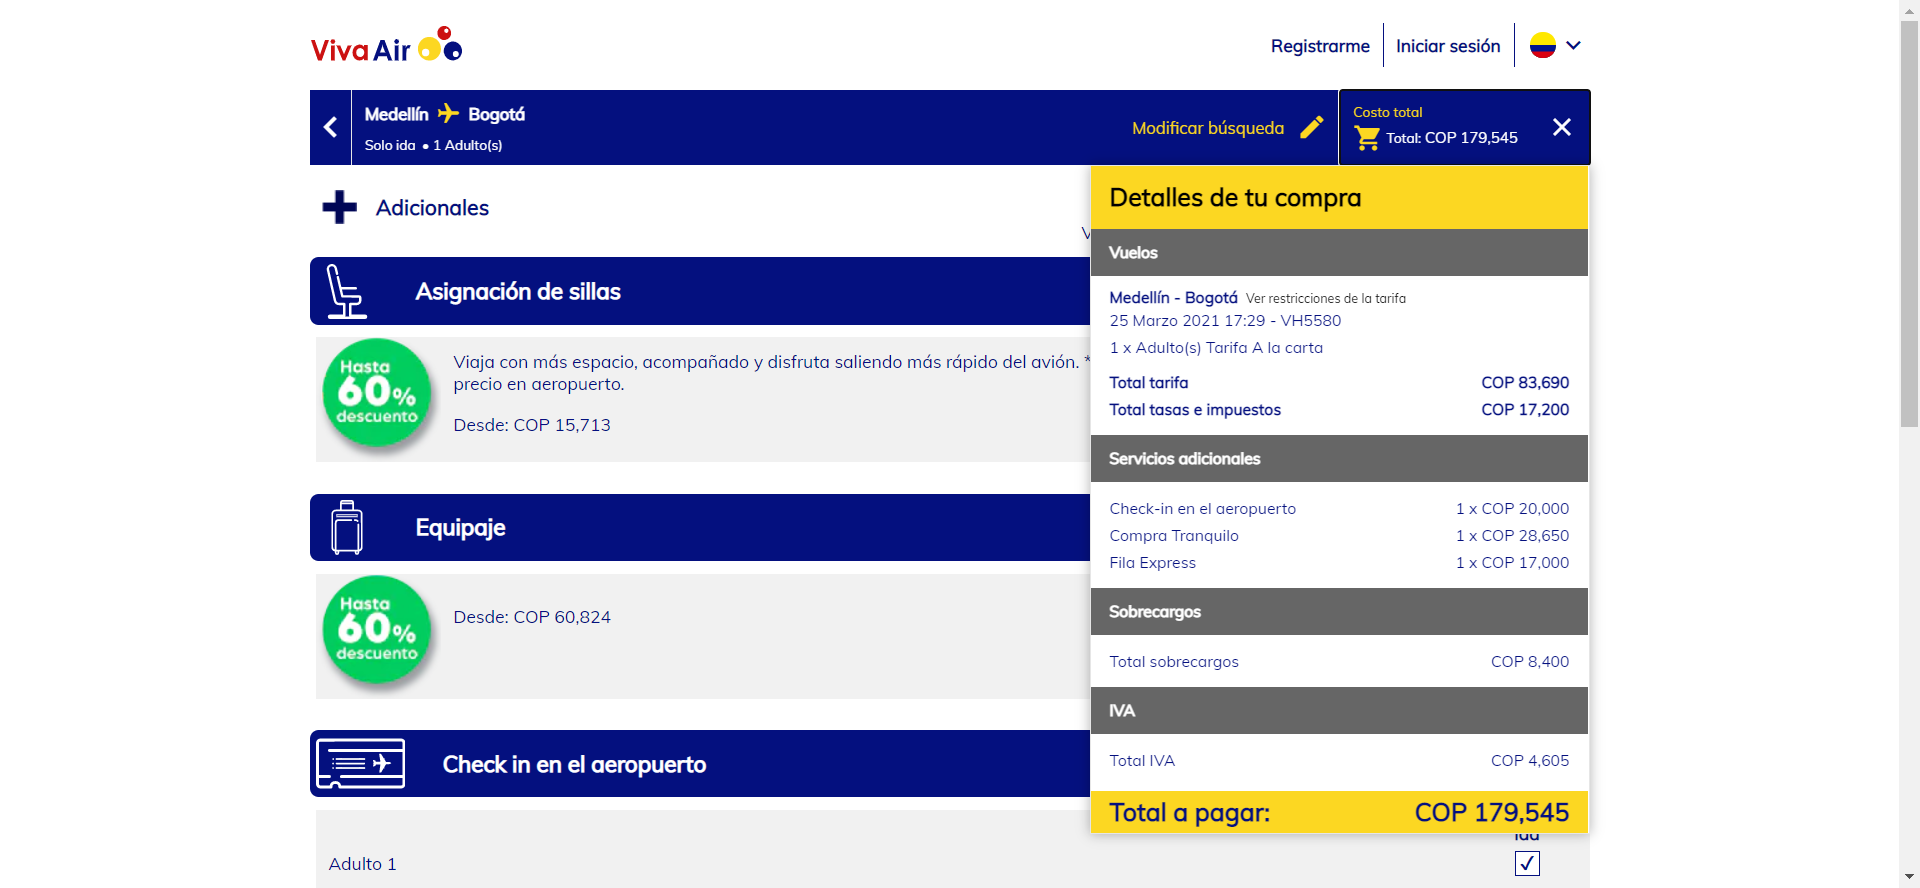 Viva Air
Registrarme
Iniciar sesión
Medellín Bogotá
Solo ida • 1 Adulto(s)
Modificar búsqueda
Costo total
Total: COP 179,545
Adicionales
Asignación de sillas
Hasta
60%
descuento
Viaja con más espacio, acompañado y disfruta saliendo más rápido del avión. *
precio en aeropuerto.
Desde: COP 15,713
Equipaje
Hasta
60%
descuento
Desde: COP 60,824
Check in en el aeropuerto
Adulto 1
Detalles de tu compra
Vuelos
Medellín - Bogotá Ver restricciones de la tarifa
25 Marzo 2021 17:29 - VH5580
1 x Adulto(s) Tarifa A la carta
Total tarifa COP 83,690
Total tasas e impuestos COP 17,200
Servicios adicionales
Check-in en el aeropuerto 1 x COP 20,000
Compra Tranquilo 1 x COP 28,650
Fila Express 1 x COP 17,000
Sobrecargos
Total sobrecargos COP 8,400
IVA
Total IVA COP 4,605
Total a pagar: COP 179,545